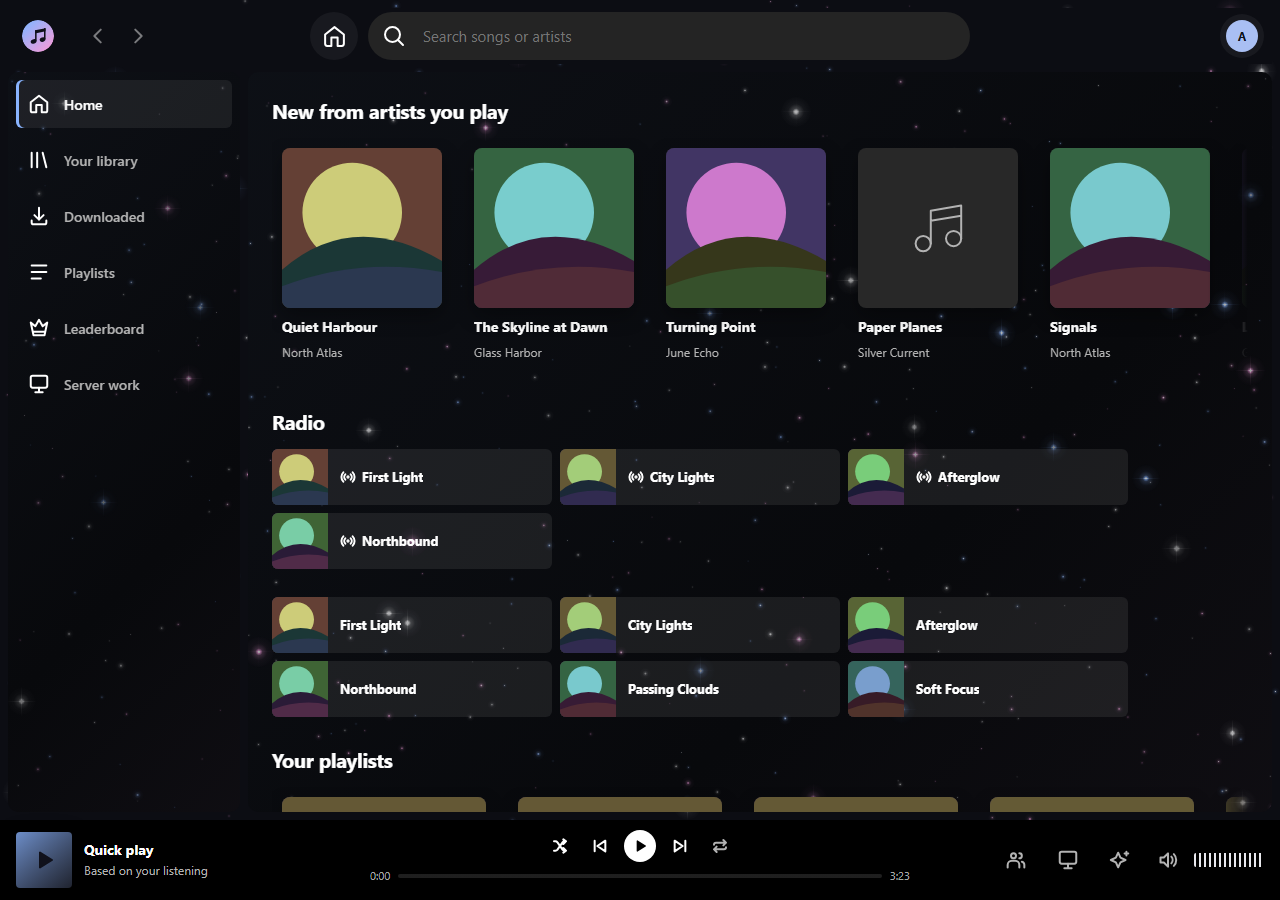 Search songs or artists
A
Home
Your library
Downloaded
Playlists
Leaderboard
Server work
New from artists you play
Quiet Harbour
North Atlas
The Skyline at Dawn
Glass Harbor
Turning Point
June Echo
Paper Planes
Silver Current
Signals
North Atlas
Radio
First Light
City Lights
Afterglow
Northbound
First Light
City Lights
Afterglow
Northbound
Passing Clouds
Soft Focus
Your playlists
Quick play
Based on your listening
0:00
3:23